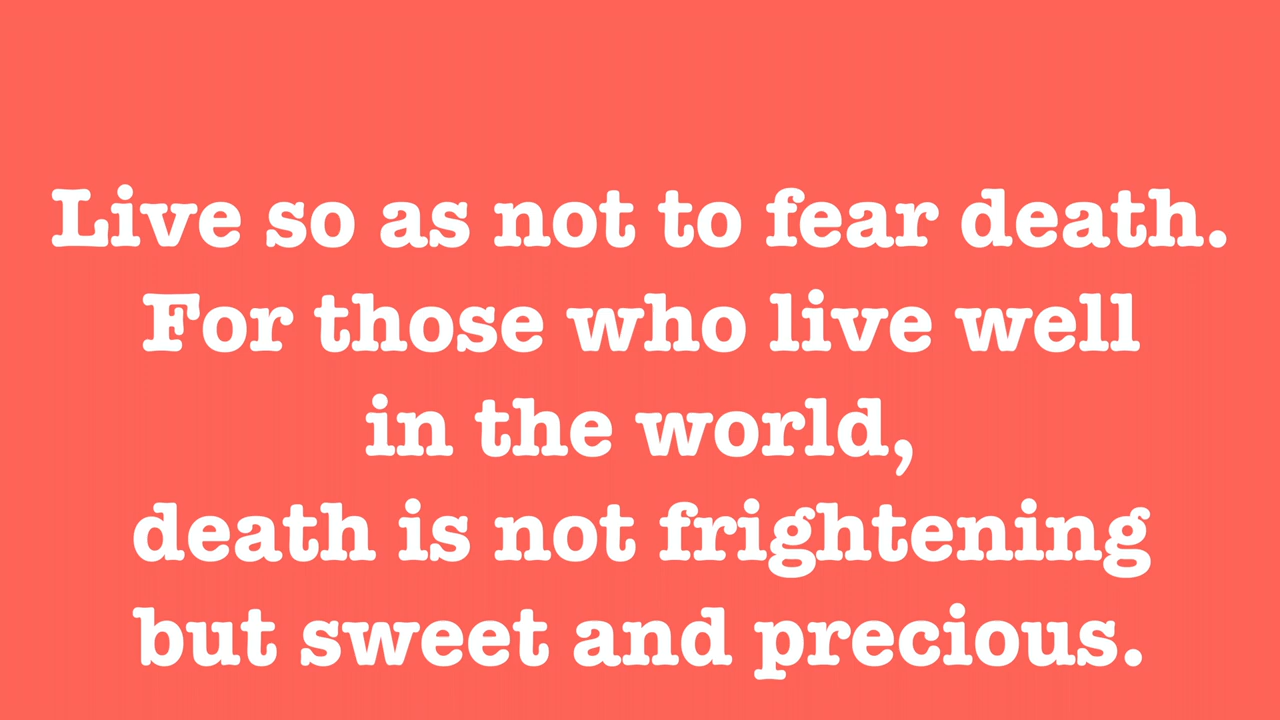 Live so as not to fear death.
For those who live well
in the world,
death is not frightening
but sweet and precious.